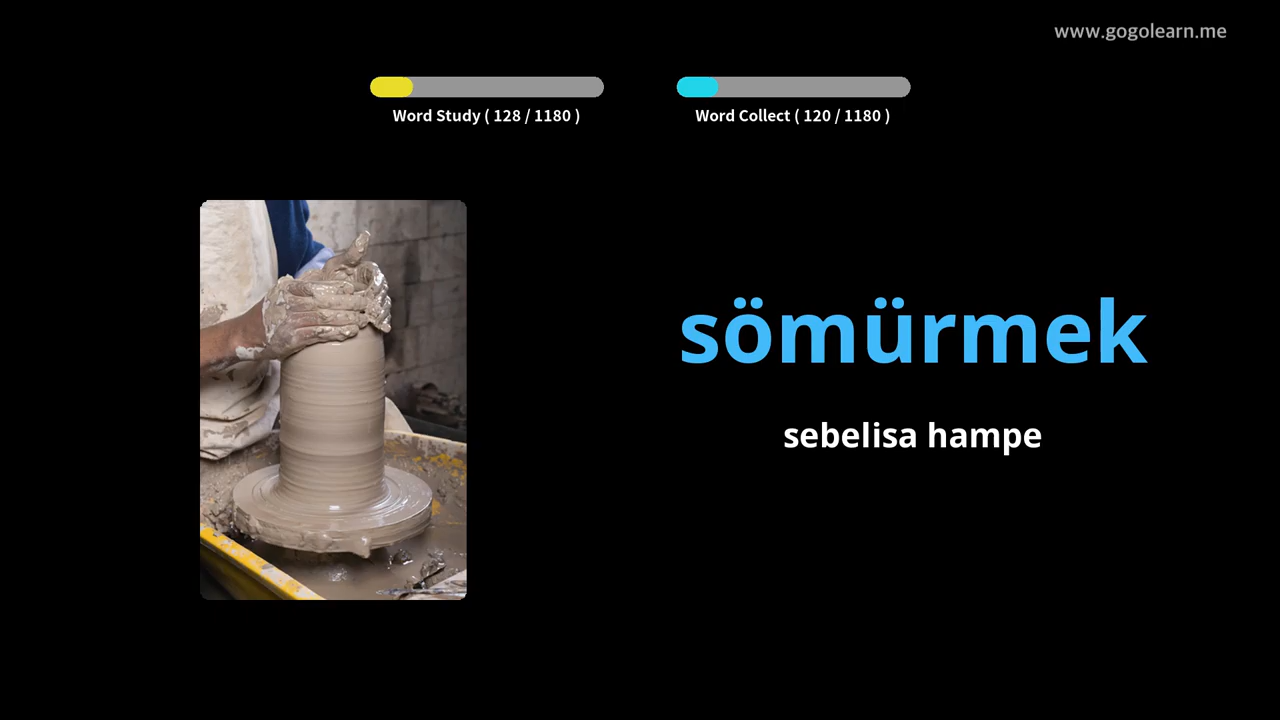 www.gogolearn.me
Word Study ( 128 / 1180 )
Word Collect ( 120 / 1180 )
sömürmek
sebelisa hampe